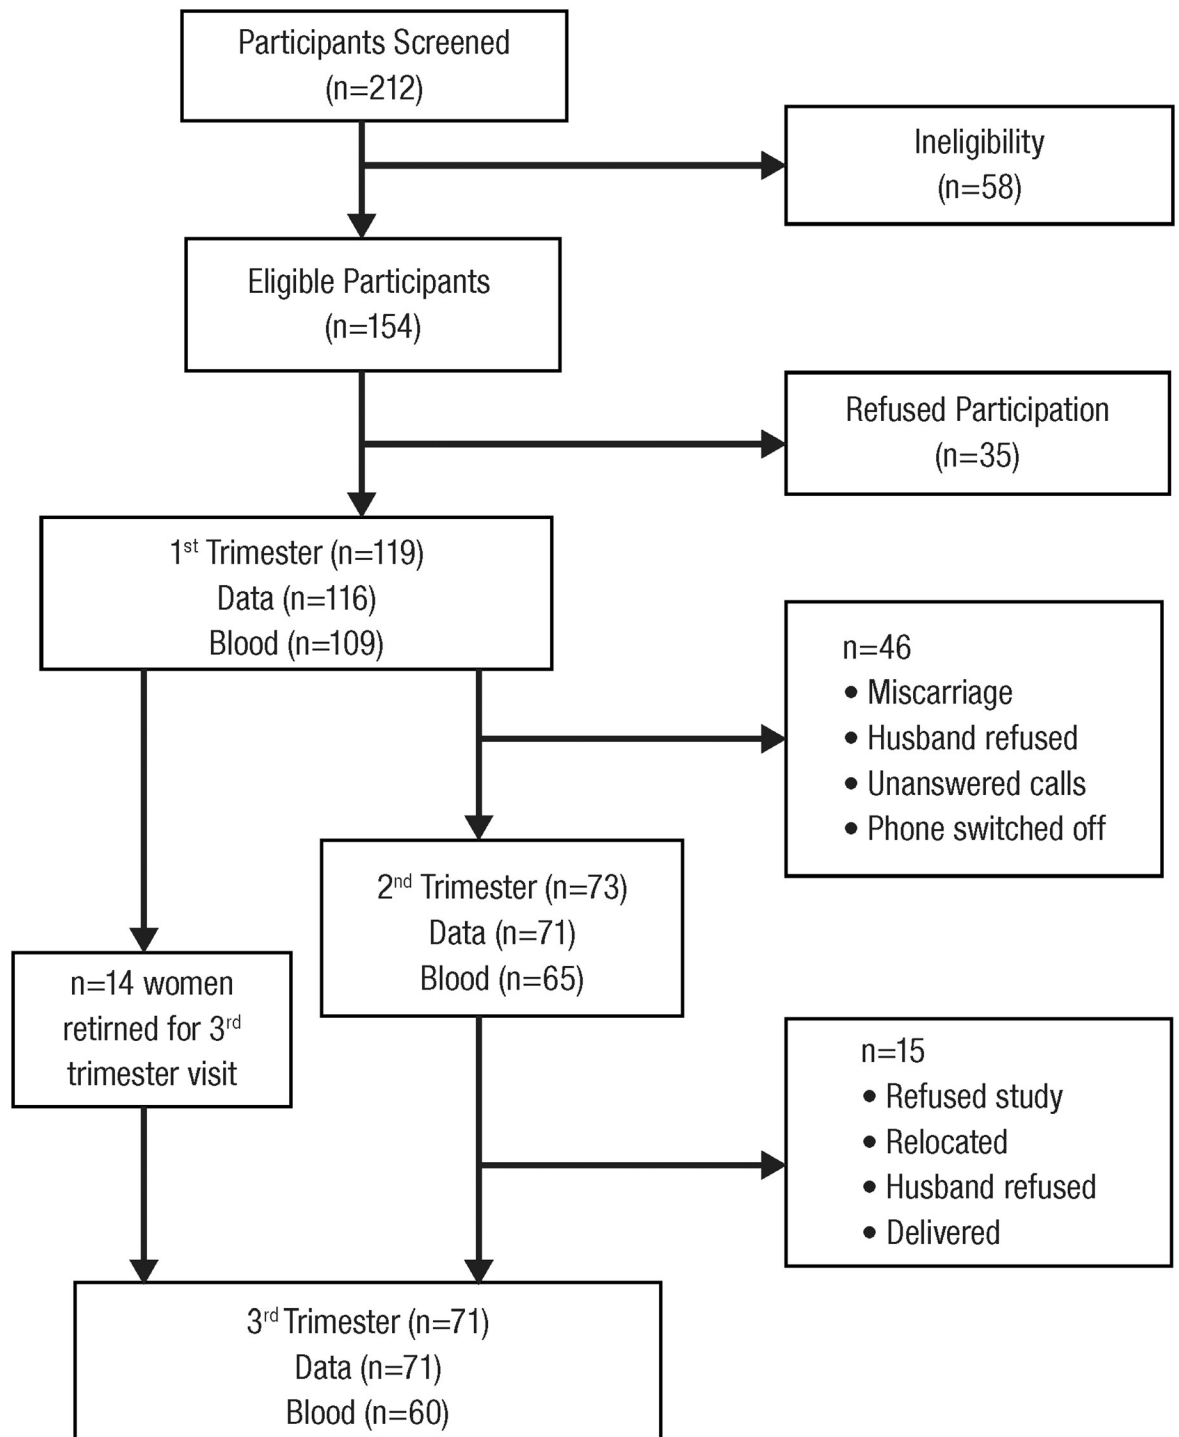 Participants Screened
(n=212)
Ineligibility
(n=58)
Eligible Participants
(n=154)
Refused Participation
(n=35)
1st Trimester (n=119)
Data (n=116)
Blood (n=109)
n=46
• Miscarriage
• Husband refused
• Unanswered calls
• Phone switched off
2nd Trimester (n=73)
Data (n=71)
Blood (n=65)
n=14 women
retirned for 3rd
trimester visit
n=15
• Refused study
• Relocated
• Husband refused
• Delivered
3rd Trimester (n=71)
Data (n=71)
Blood (n=60)